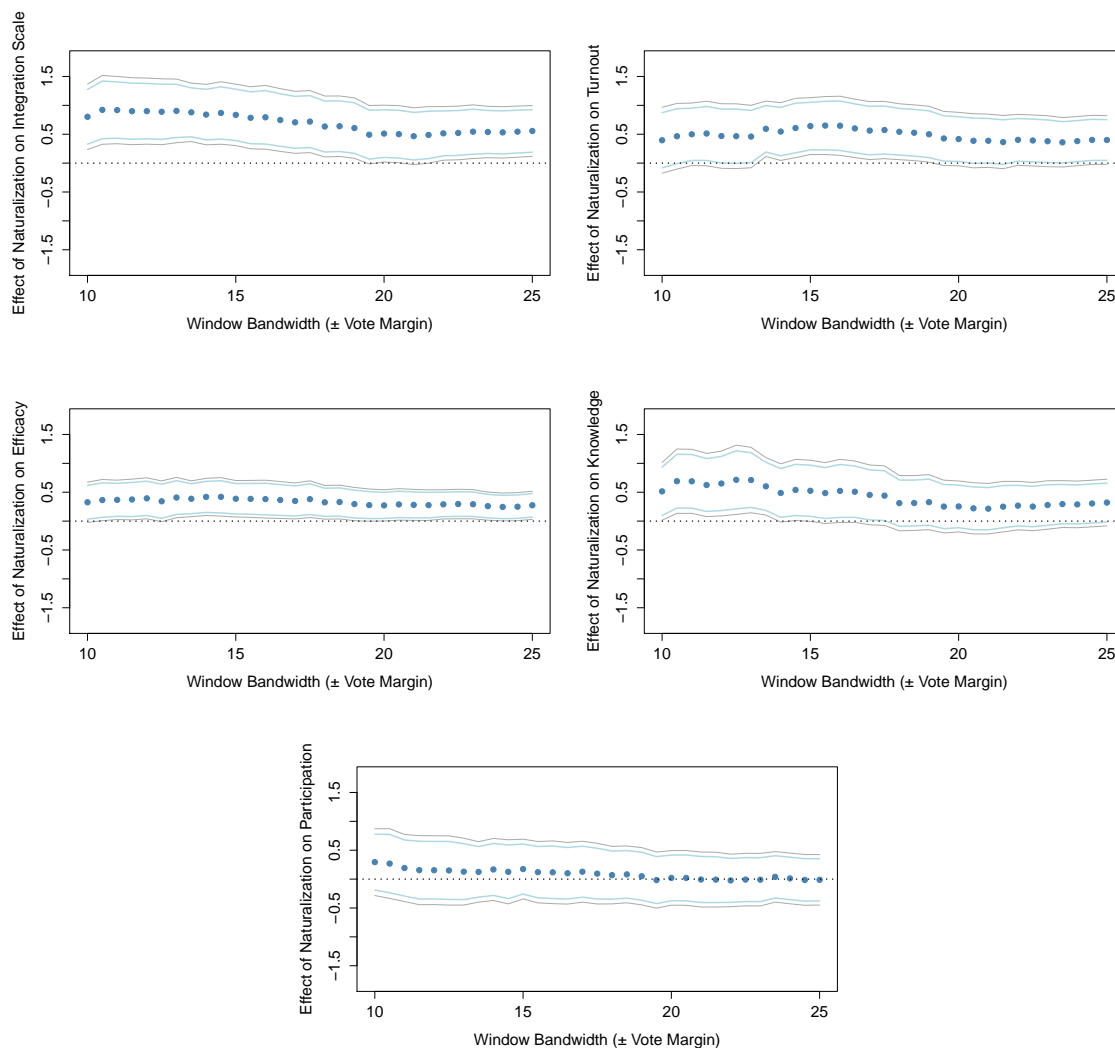 Effect of Naturalization on Integration Scale
1.5
0.5
−0.5
−1.5
10 15 20 25
Window Bandwidth (± Vote Margin)
Effect of Naturalization on Turnout
1.5
0.5
−0.5
−1.5
10 15 20 25
Window Bandwidth (± Vote Margin)
Effect of Naturalization on Efficacy
1.5
0.5
−0.5
−1.5
10 15 20 25
Window Bandwidth (± Vote Margin)
Effect of Naturalization on Knowledge
1.5
0.5
−0.5
−1.5
10 15 20 25
Window Bandwidth (± Vote Margin)
Effect of Naturalization on Participation
1.5
0.5
−0.5
−1.5
10 15 20 25
Window Bandwidth (± Vote Margin)